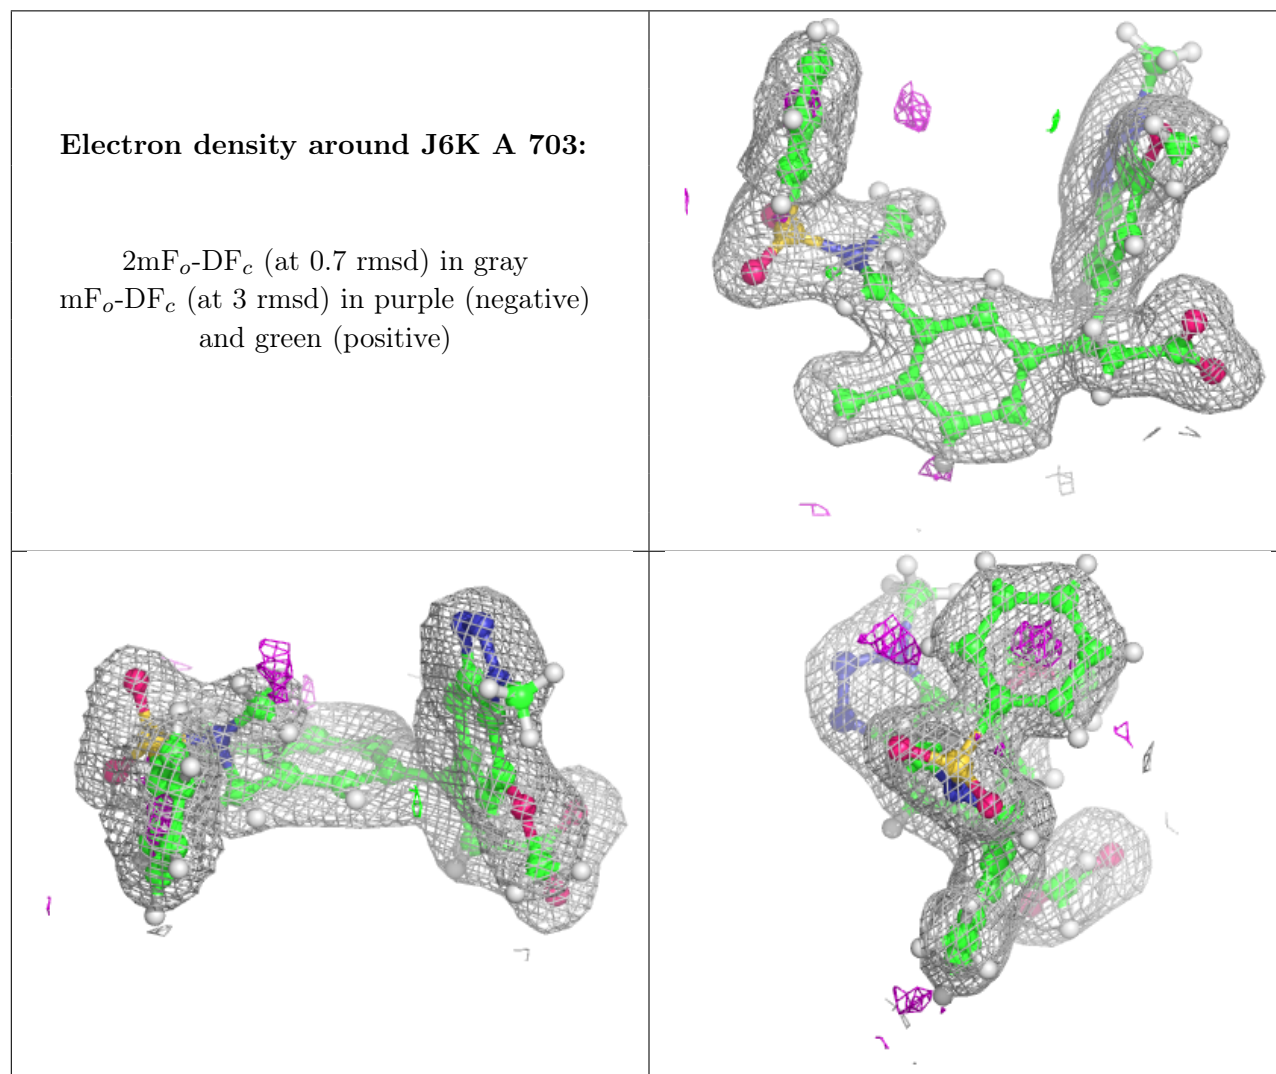 Electron density around J6K A 703:
2mFo-DFc (at 0.7 rmsd) in gray
mFo-DFc (at 3 rmsd) in purple (negative)
and green (positive)